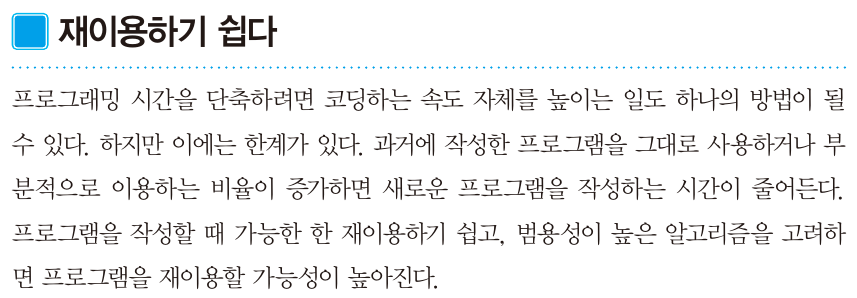 재이용하기 쉽다
프로그래밍 시간을 단축하려면 코딩하는 속도 자체를 높이는 일도 하나의 방법이 될
수 있다. 하지만 이에는 한계가 있다. 과거에 작성한 프로그램을 그대로 사용하거나 부
분적으로 이용하는 비율이 증가하면 새로운 프로그램을 작성하는 시간이 줄어든다.
프로그램을 작성할 때 가능한 한 재이용하기 쉽고, 범용성이 높은 알고리즘을 고려하
면 프로그램을 재이용할 가능성이 높아진다.